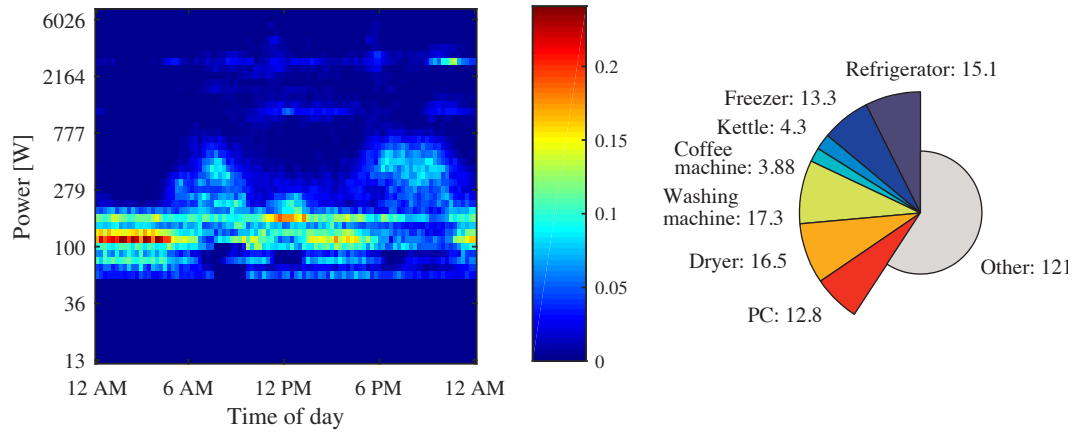 6026
2164
777
279
100
36
13
Power [W]
12 AM
6 AM
12 PM
6 PM
12 AM
Time of day
0.2
0.15
0.1
0.05
0
Refrigerator: 15.1
Freezer: 13.3
Kettle: 4.3
Coffee
machine: 3.88
Washing
machine: 17.3
Dryer: 16.5
PC: 12.8
Other: 121